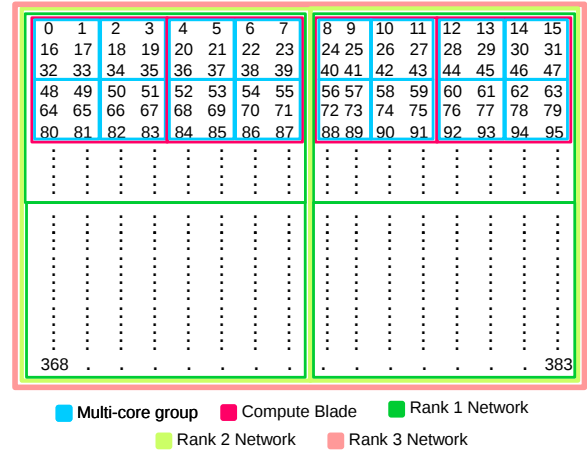 0 1 2 3 4 5 6 7 8 9 10 11 12 13 14 15
16 17 18 19 20 21 22 23 24 25 26 27 28 29 30 31
32 33 34 35 36 37 38 39 40 41 42 43 44 45 46 47
48 49 50 51 52 53 54 55 56 57 58 59 60 61 62 63
64 65 66 67 68 69 70 71 72 73 74 75 76 77 78 79
80 81 82 83 84 85 86 87 88 89 90 91 92 93 94 95
368 . . . . . . . . . . . . . . 383
Multi-core group Compute Blade Rank 1 Network
Rank 2 Network Rank 3 Network